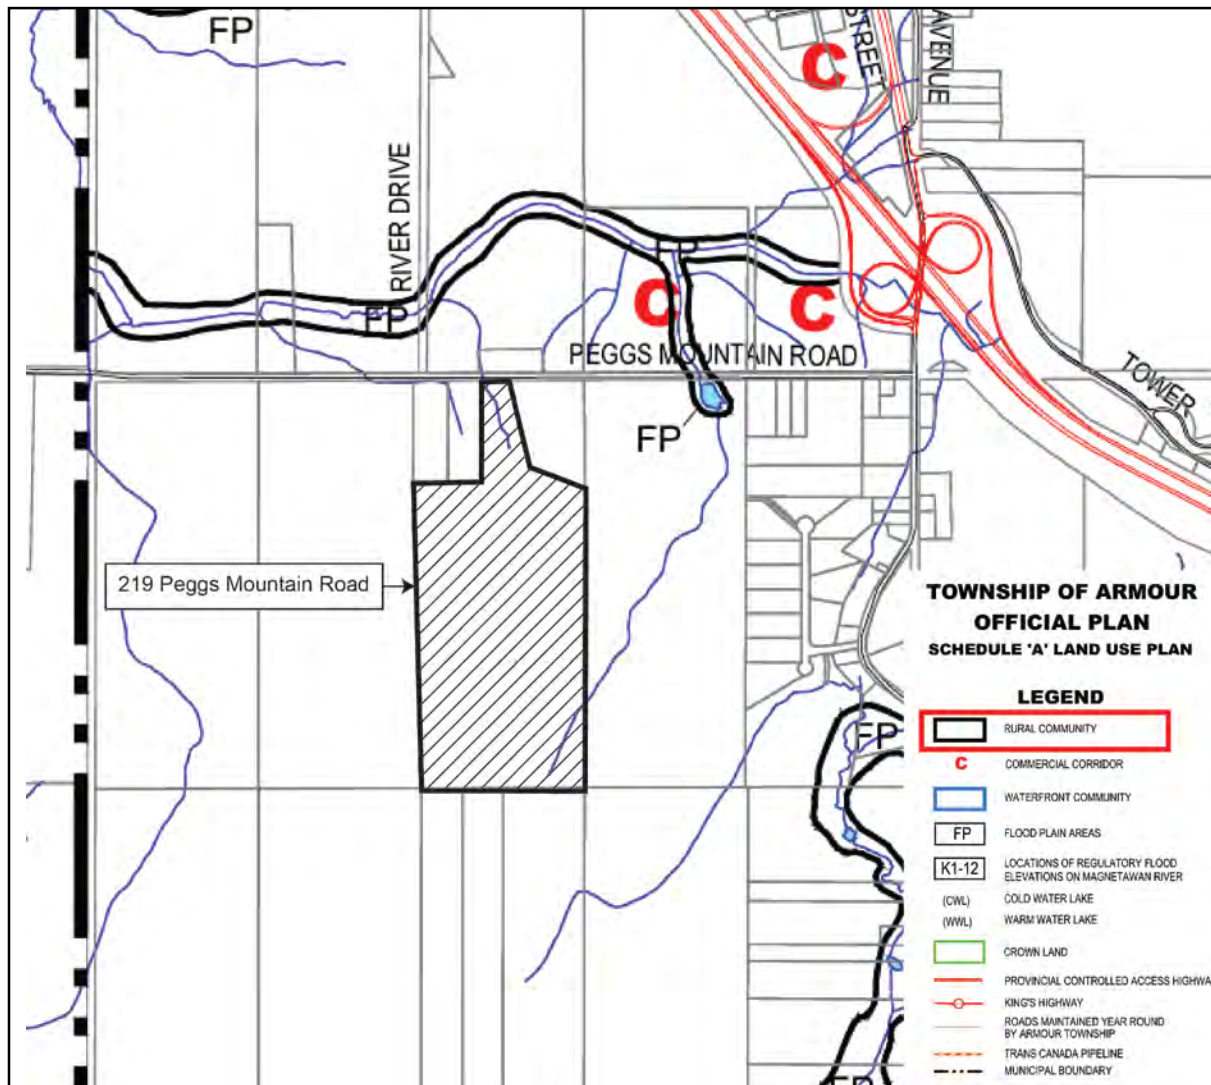 FP
C
STREET
AVENUE
RIVER DRIVE
FP
FP
C
C
PEGGS MOUNTAIN ROAD
TOWER
FP
219 Peggs Mountain Road
TOWNSHIP OF ARMOUR
OFFICIAL PLAN
SCHEDULE 'A' LAND USE PLAN
LEGEND
RURAL COMMUNITY
C COMMERCIAL CORRIDOR
WATERFRONT COMMUNITY
FP FLOOD PLAIN AREAS
K1-12 LOCATIONS OF REGULATORY FLOOD
ELEVATIONS ON MAGNETAWAN RIVER
(CWL) COLD WATER LAKE
(WWL) WARM WATER LAKE
CROWN LAND
PROVINCIAL CONTROLLED ACCESS HIGHWA
KING'S HIGHWAY
ROADS MAINTAINED YEAR ROUND
BY ARMOUR TOWNSHIP
TRANS CANADA PIPELINE
MUNICIPAL BOUNDARY
FP
FP